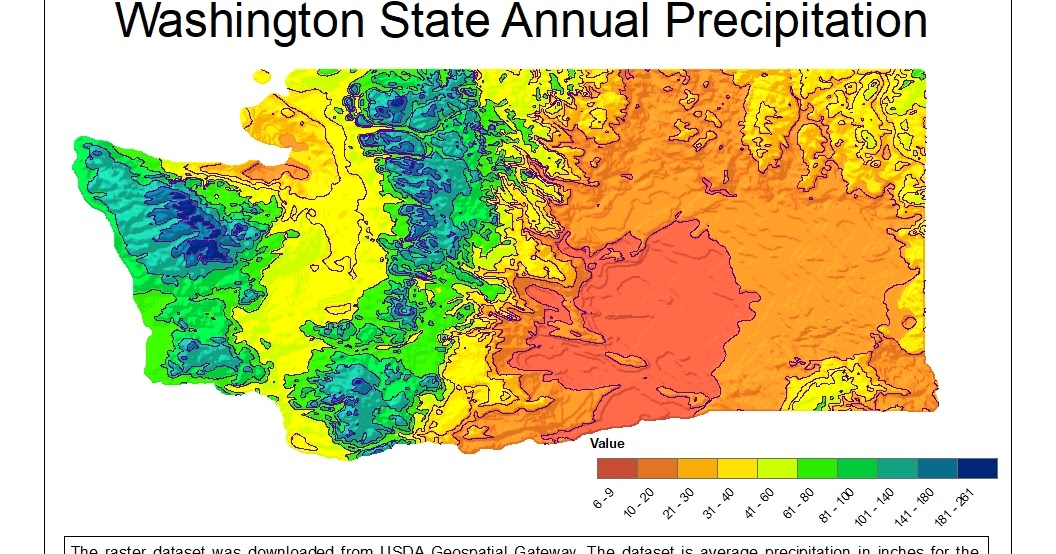 Washington State Annual Precipitation
Value
6 - 9
10 - 20
21 - 30
31 - 40
41 - 60
61 - 80
81 - 100
101 - 140
141 - 180
181 - 261
The raster dataset was downloaded from USDA Geospatial Gateway. The dataset is average precipitation in inches for the